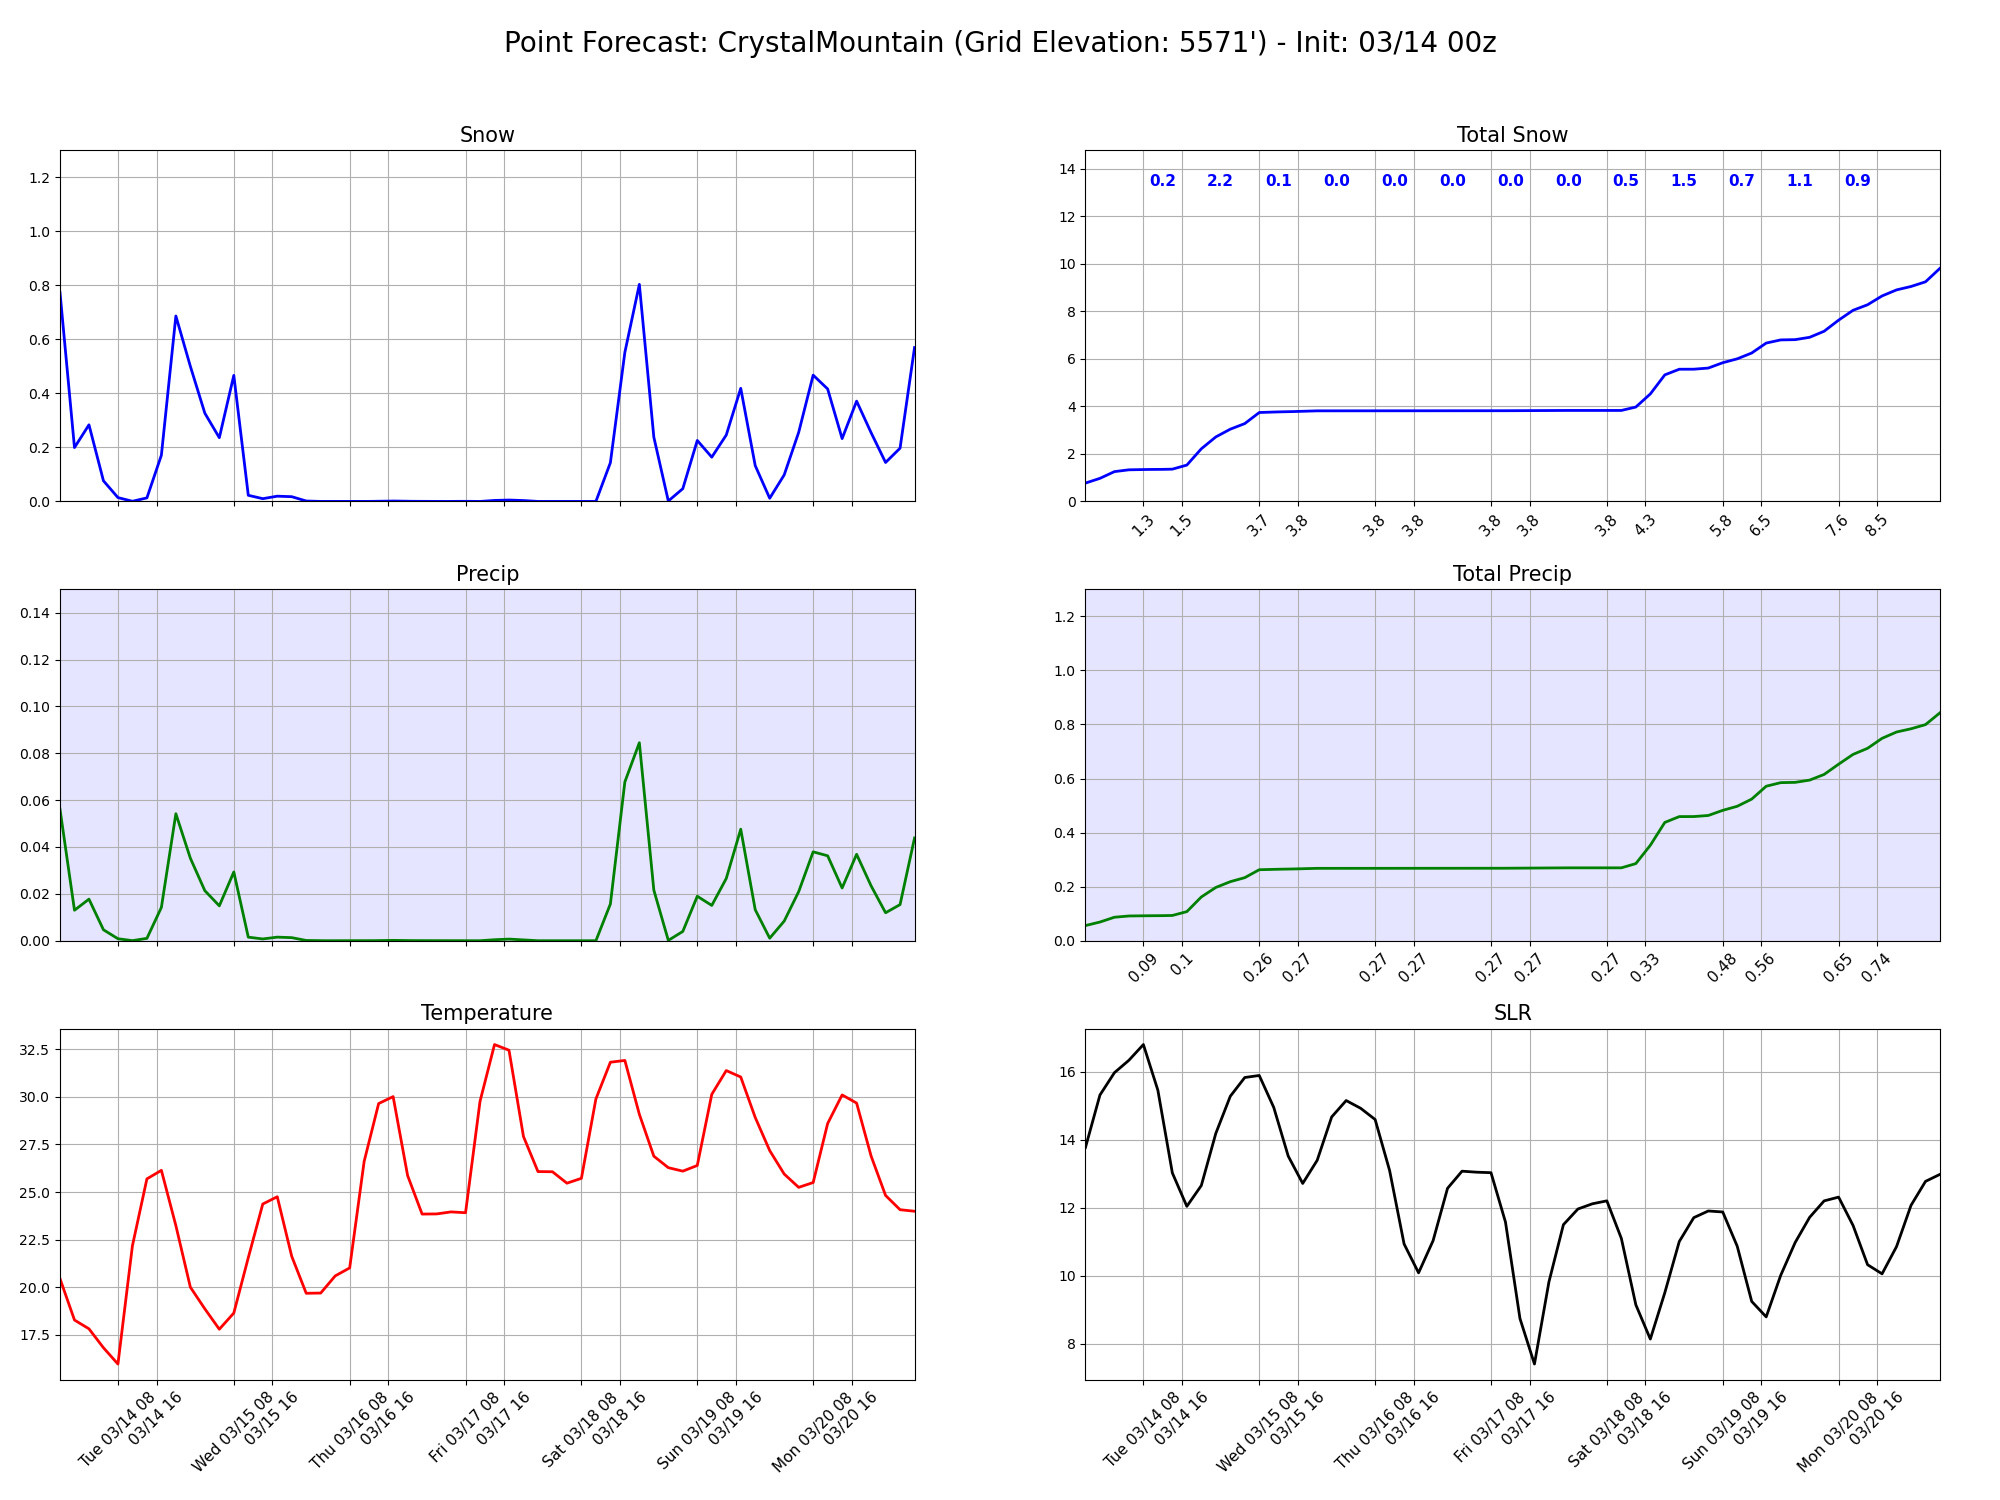 Point Forecast: CrystalMountain (Grid Elevation: 5571') - Init: 03/14 00z
Snow
1.2
1.0
0.8
0.6
0.4
0.2
0.0
Total Snow
14
12
10
8
6
4
2
0
0.2 2.2 0.1 0.0 0.0 0.0 0.0 0.0 0.5 1.5 0.7 1.1 0.9
1.3 1.5 3.7 3.8 3.8 3.8 3.8 3.8 3.8 4.3 5.8 6.5 7.6 8.5
Precip
0.14
0.12
0.10
0.08
0.06
0.04
0.02
0.00
Total Precip
1.2
1.0
0.8
0.6
0.4
0.2
0.0
0.09 0.1 0.26 0.27 0.27 0.27 0.27 0.27 0.27 0.33 0.48 0.56 0.65 0.74
Temperature
32.5
30.0
27.5
25.0
22.5
20.0
17.5
Tue 03/14 08
03/14 16
Wed 03/15 08
03/15 16
Thu 03/16 08
03/16 16
Fri 03/17 08
03/17 16
Sat 03/18 08
03/18 16
Sun 03/19 08
03/19 16
Mon 03/20 08
03/20 16
SLR
16
14
12
10
8
Tue 03/14 08
03/14 16
Wed 03/15 08
03/15 16
Thu 03/16 08
03/16 16
Fri 03/17 08
03/17 16
Sat 03/18 08
03/18 16
Sun 03/19 08
03/19 16
Mon 03/20 08
03/20 16